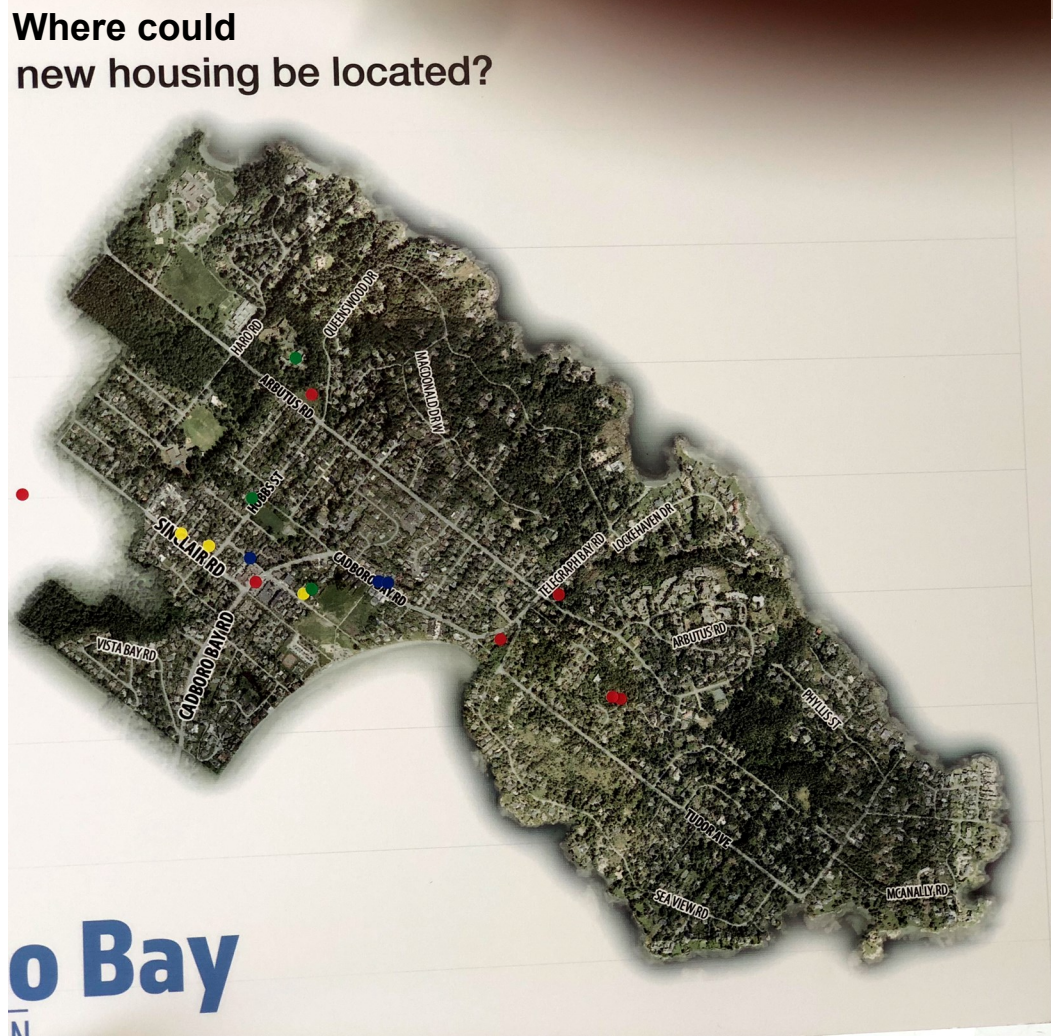 Where could
new housing be located?
QUEENSWOOD DR
HARO RD
MACDONALD DR W
ARBUTUS RD
HOBBS ST
SINCLAIR RD
LOCKEHAVEN DR
TELEGRAPH BAY RD
CADBORO BAY RD
ARBUTUS RD
VISTA BAY RD
CADBORO BAY RD
PHYLLIS ST
TUDOR AVE
SEA VIEW RD
MCANALLY RD
o Bay
N